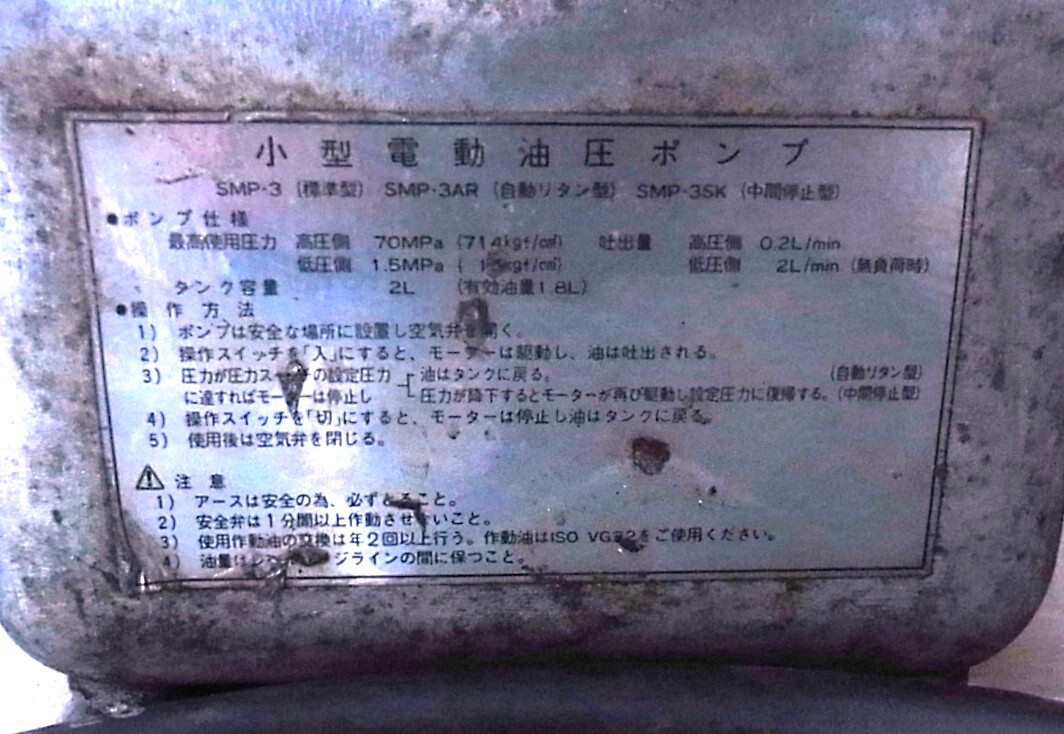 小型電動油圧ポンプ
SMP-3 (標準型) SMP-3AR (自動リタン型) SMP-3SK (中間停止型)
●ポンプ仕様
最高使用圧力 高圧側 70MPa (714kgf/c㎡) 吐出量 高圧側 0.2L/min
低圧側 1.5MPa 低圧側 2L/min (無負荷時)
タンク容量 2L (有効油量1.8L)
●操作方法
1) ポンプは安全な場所に設置し空気弁を開く。
2) 操作スイッチを「入」にすると、モーターは駆動し、油は吐出される。
3) 圧力が圧力ス の設定圧力 油はタンクに戻る。 (自動リタン型)
に達すればモーターは停止し 圧力が降下するとモーターが再び駆動し設定圧力に復帰する。(中間停止型)
4) 操作スイッチを「切」にすると、モーターは停止し油はタンクに戻る。
5) 使用後は空気弁を閉じる。
⚠ 注意
1) アースは安全の為、必ずとること。
2) 安全弁は1分間以上作動させないこと。
3) 使用作動油の交換は年2回以上行う。作動油はISO VG32をご使用ください。
4) 油量は ジラインの間に保つこと。